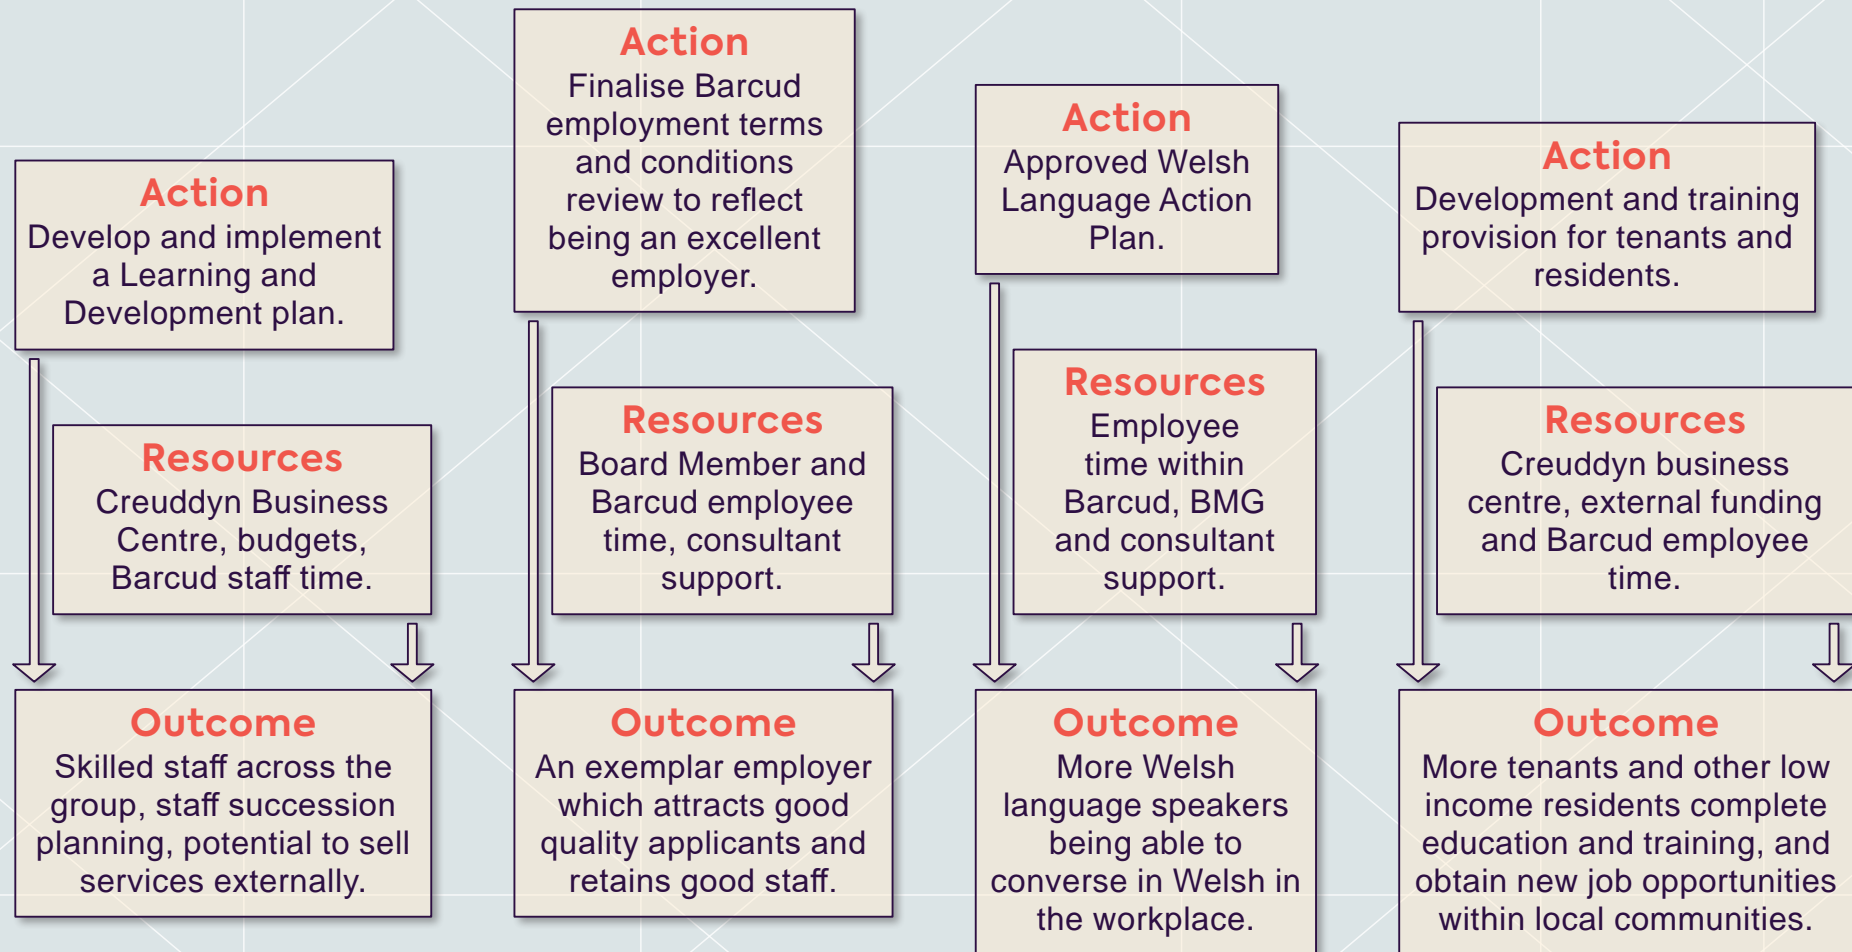 Action
Develop and implement
a Learning and
Development plan.
Resources
Creuddyn Business
Centre, budgets,
Barcud staff time.
Outcome
Skilled staff across the
group, staff succession
planning, potential to sell
services externally.
Action
Finalise Barcud
employment terms
and conditions
review to reflect
being an excellent
employer.
Resources
Board Member and
Barcud employee
time, consultant
support.
Outcome
An exemplar employer
which attracts good
quality applicants and
retains good staff.
Action
Approved Welsh
Language Action
Plan.
Resources
Employee
time within
Barcud, BMG
and consultant
support.
Outcome
More Welsh
language speakers
being able to
converse in Welsh in
the workplace.
Action
Development and training
provision for tenants and
residents.
Resources
Creuddyn business
centre, external funding
and Barcud employee
time.
Outcome
More tenants and other low
income residents complete
education and training, and
obtain new job opportunities
within local communities.